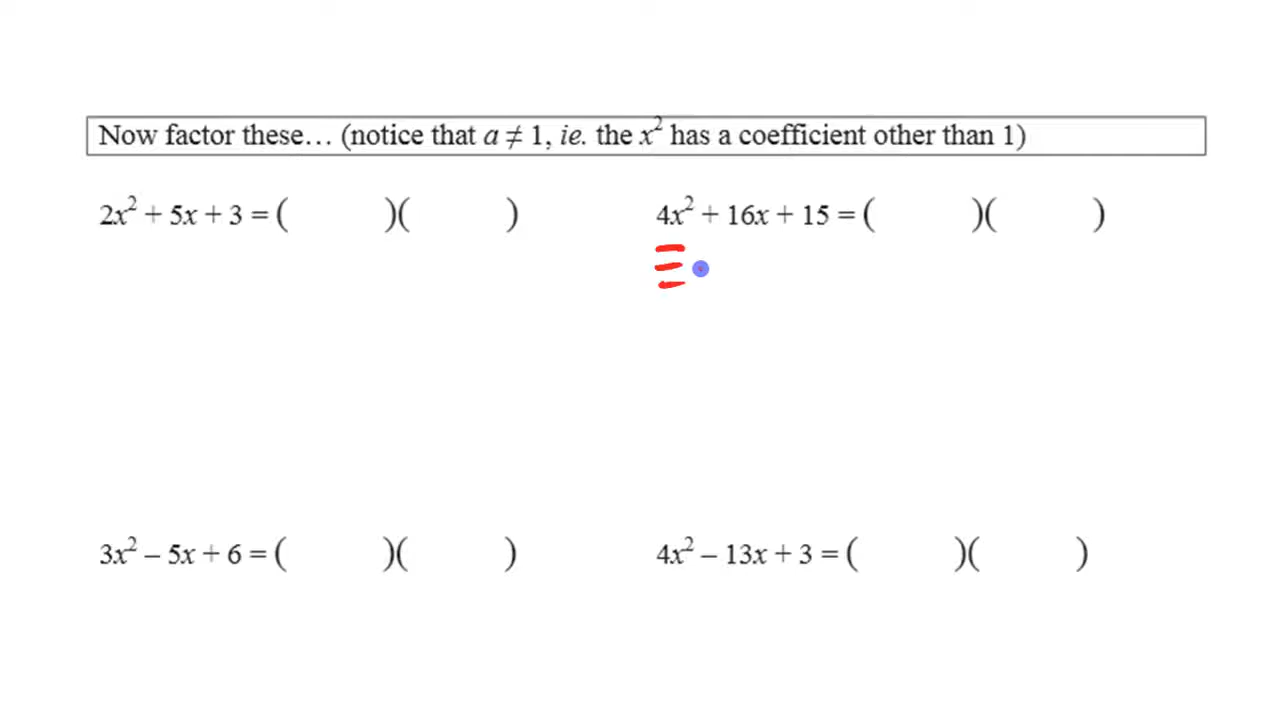 Now factor these… (notice that a ≠ 1, ie. the x² has a coefficient other than 1)
2x² + 5x + 3 = ( )( )
4x² + 16x + 15 = ( )( )
3x² – 5x + 6 = ( )( )
4x² – 13x + 3 = ( )( )